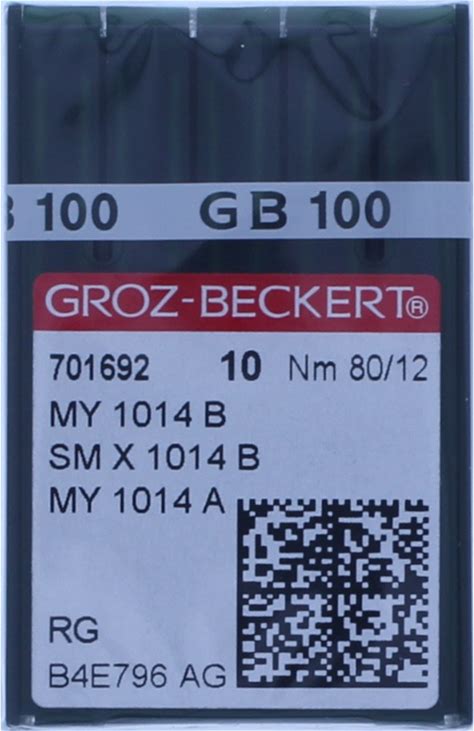 100 GB 100
GROZ-BECKERT®
701692 10 Nm 80/12
MY 1014 B
SM X 1014 B
MY 1014 A
RG
B4E796 AG